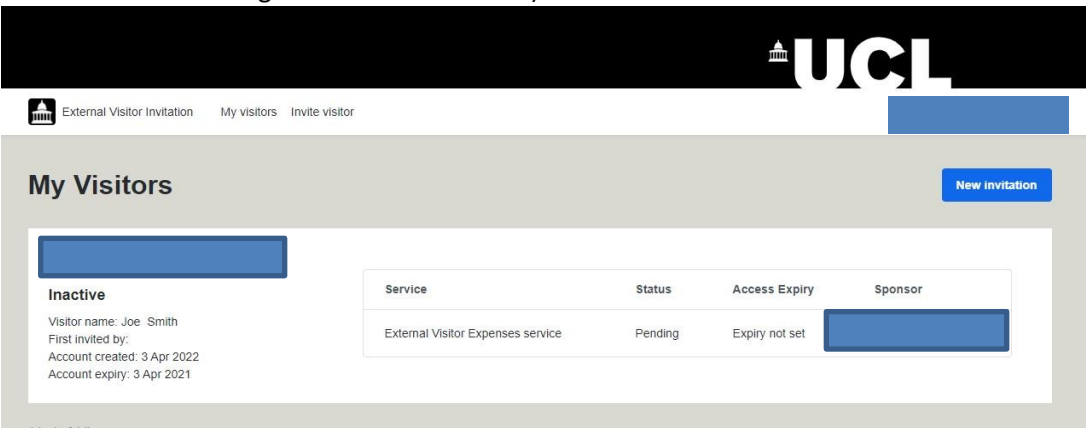 UCL
External Visitor Invitation My visitors Invite visitor
My Visitors
New invitation
Inactive
Visitor name: Joe Smith
First invited by:
Account created: 3 Apr 2022
Account expiry: 3 Apr 2021
Service Status Access Expiry Sponsor
External Visitor Expenses service Pending Expiry not set